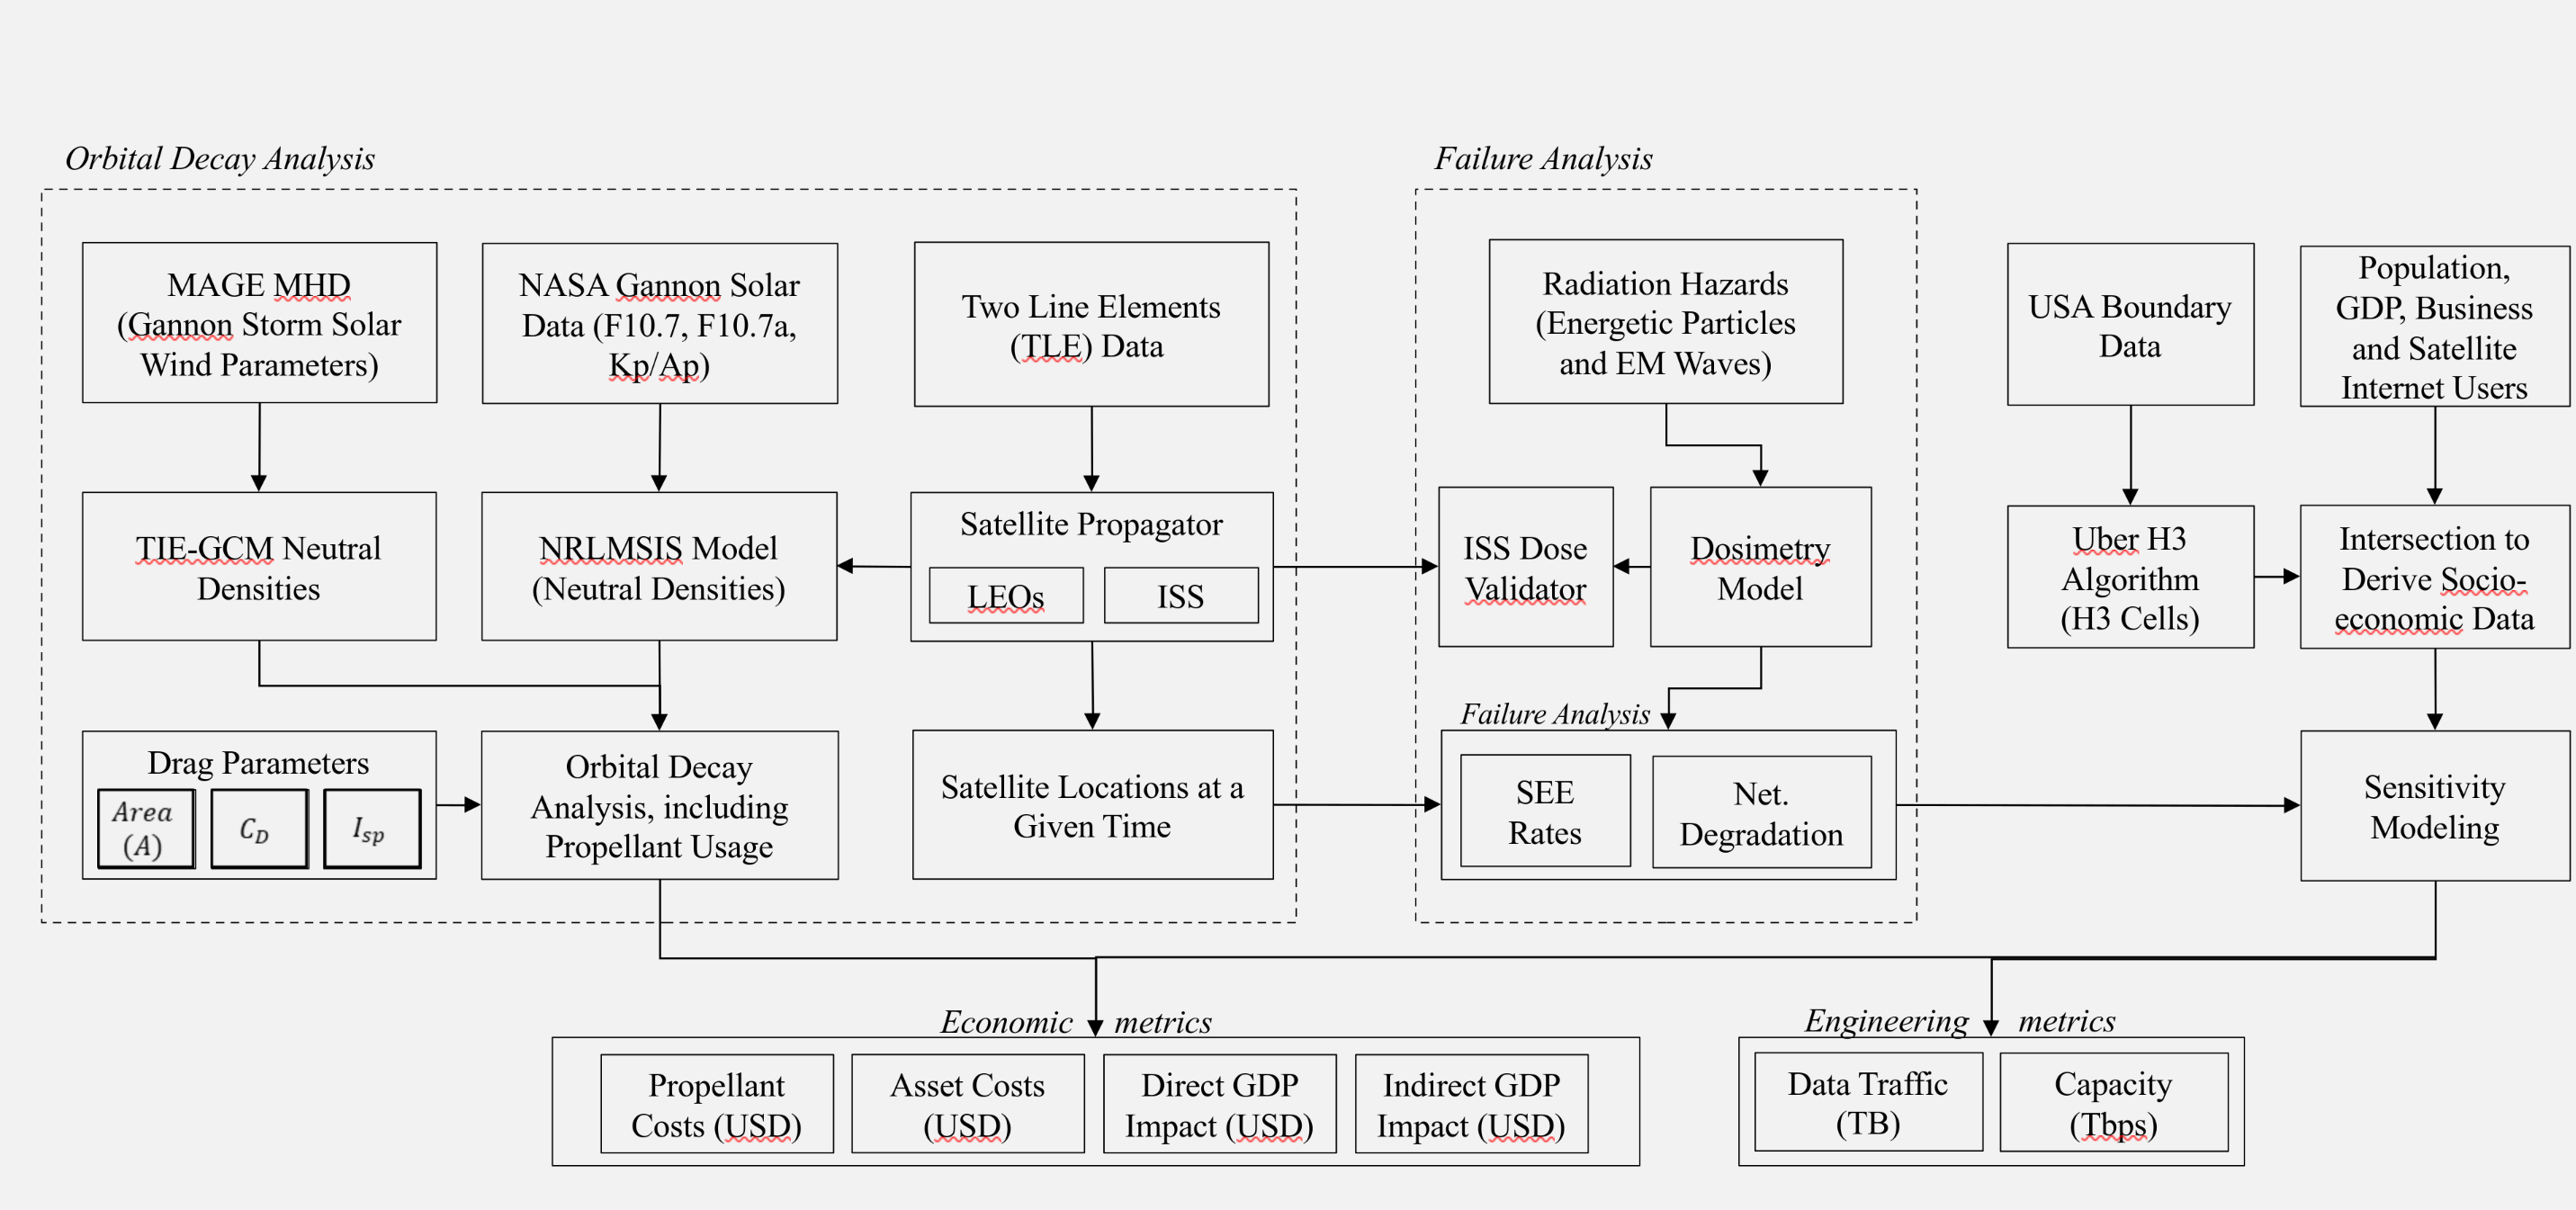 Orbital Decay Analysis
Failure Analysis
MAGE MHD
(Gannon Storm Solar
Wind Parameters)
NASA Gannon Solar
Data (F10.7, F10.7a,
Kp/Ap)
Two Line Elements
(TLE) Data
Radiation Hazards
(Energetic Particles
and EM Waves)
USA Boundary
Data
Population,
GDP, Business
and Satellite
Internet Users
TIE-GCM Neutral
Densities
NRLMSIS Model
(Neutral Densities)
Satellite Propagator
LEOs
ISS
ISS Dose
Validator
Dosimetry
Model
Uber H3
Algorithm
(H3 Cells)
Intersection to
Derive Socio-
economic Data
Drag Parameters
Area
(A)
C_D
I_sp
Orbital Decay
Analysis, including
Propellant Usage
Satellite Locations at a
Given Time
Failure Analysis
SEE
Rates
Net.
Degradation
Sensitivity
Modeling
Economic metrics
Propellant
Costs (USD)
Asset Costs
(USD)
Direct GDP
Impact (USD)
Indirect GDP
Impact (USD)
Engineering metrics
Data Traffic
(TB)
Capacity
(Tbps)